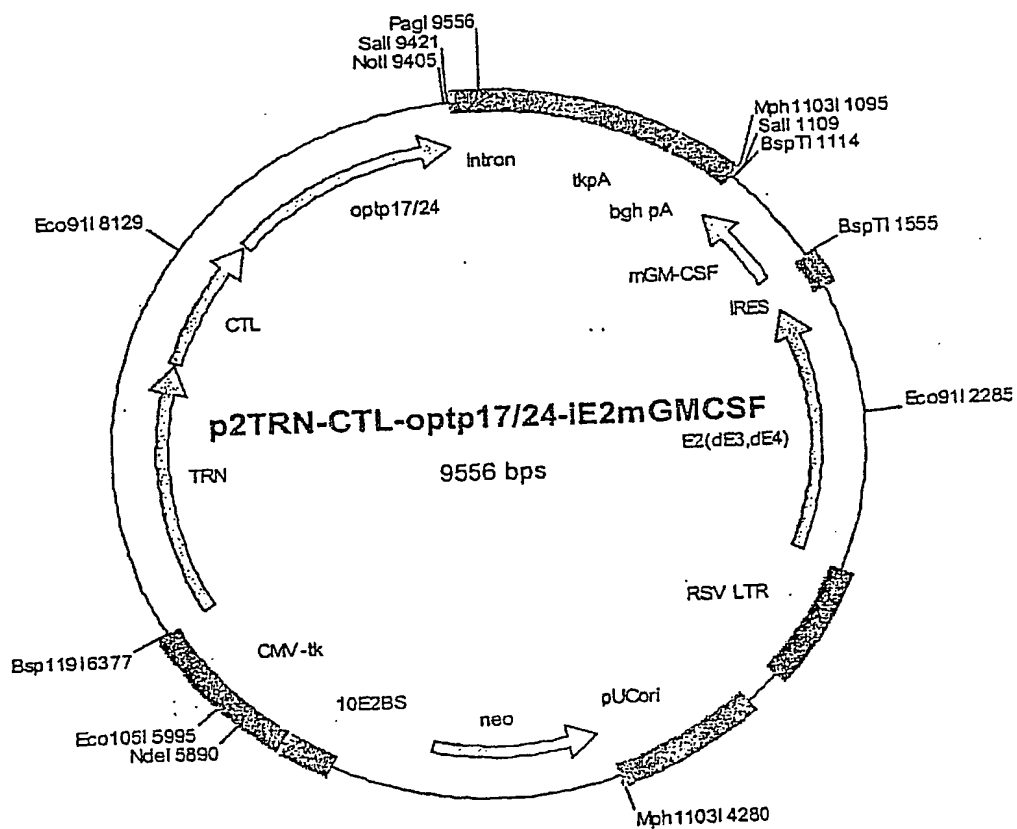 PagI 9556
SalI 9421
NotI 9405
Mph1103I 1095
SalI 1109
BspTI 1114
Intron
tkpA
bgh pA
optp17/24
Eco91I 8129
BspTI 1555
mGM-CSF
IRES
CTL
Eco91I 2285
p2TRN-CTL-optp17/24-iE2mGMCSF
E2(dE3,dE4)
9556 bps
TRN
RSV LTR
CMV-tk
Bsp119I 6377
10E2BS
neo
pUCori
Eco105I 5995
NdeI 5890
Mph1103I 4280